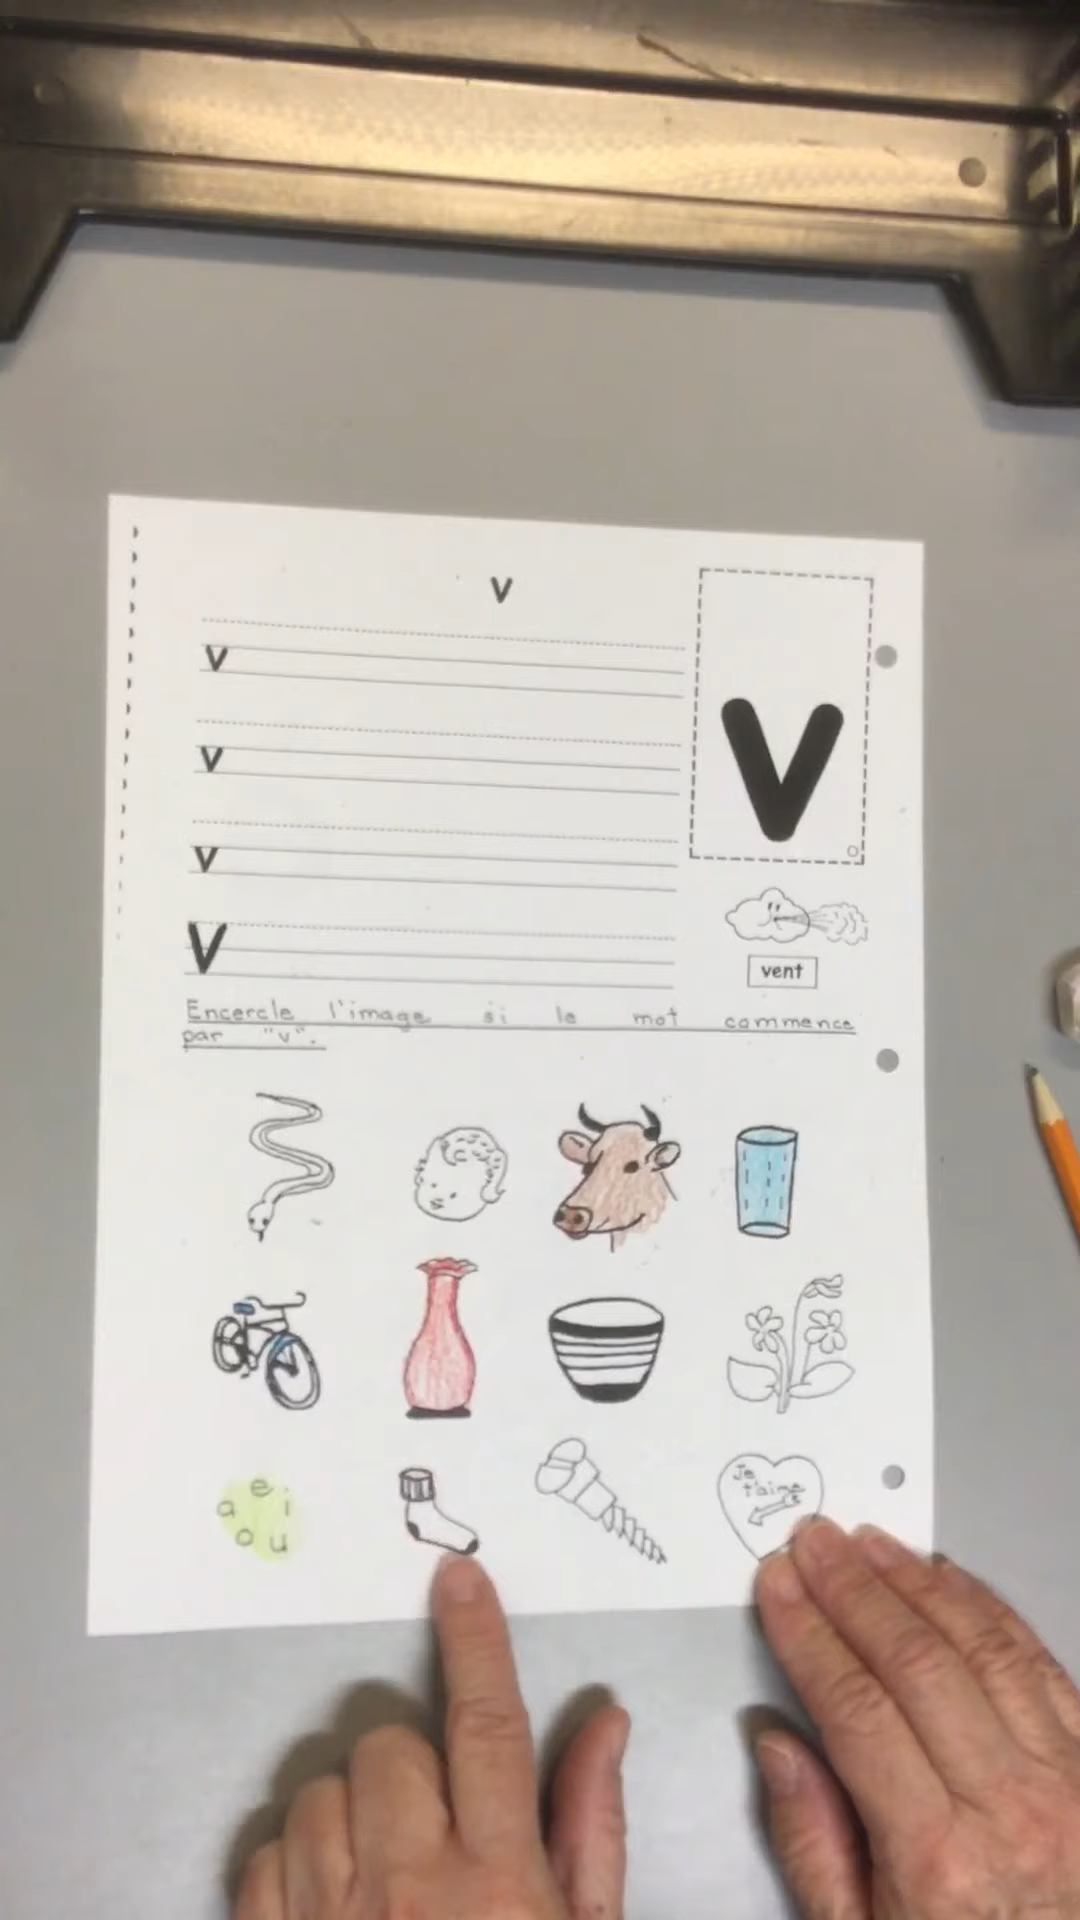 v
v
v
v
v
V
vent
Encercle l'image si le mot commence
par "v".
e i
a
o u
Je
t'aime